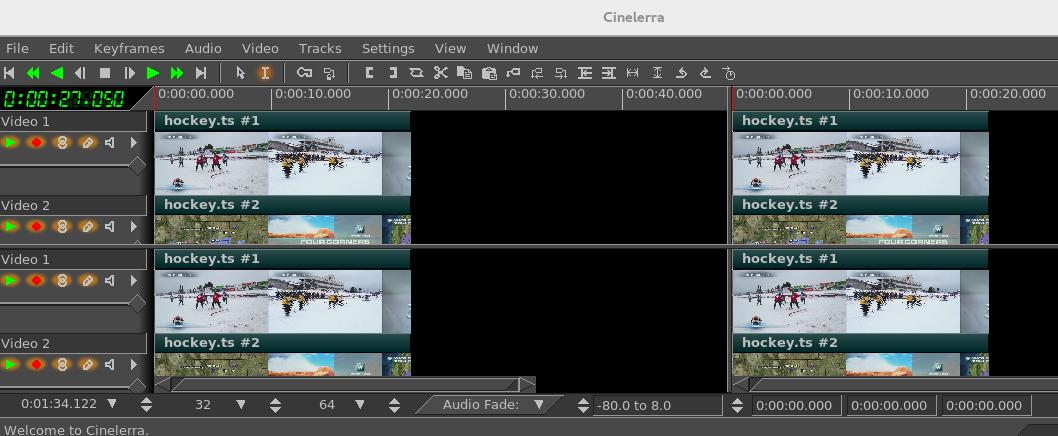 Cinelerra
File Edit Keyframes Audio Video Tracks Settings View Window
0:00:27:050 0:00:00.000 0:00:10.000 0:00:20.000 0:00:30.000 0:00:40.000 0:00:00.000 0:00:10.000 0:00:20.000
Video 1 hockey.ts #1 hockey.ts #1
Video 2 hockey.ts #2 hockey.ts #2
FOUR CORNERS FOUR CORNERS
Video 1 hockey.ts #1 hockey.ts #1
Video 2 hockey.ts #2 hockey.ts #2
0:01:34.122 32 64 Audio Fade: -80.0 to 8.0 0:00:00.000 0:00:00.000 0:00:00.000
Welcome to Cinelerra.